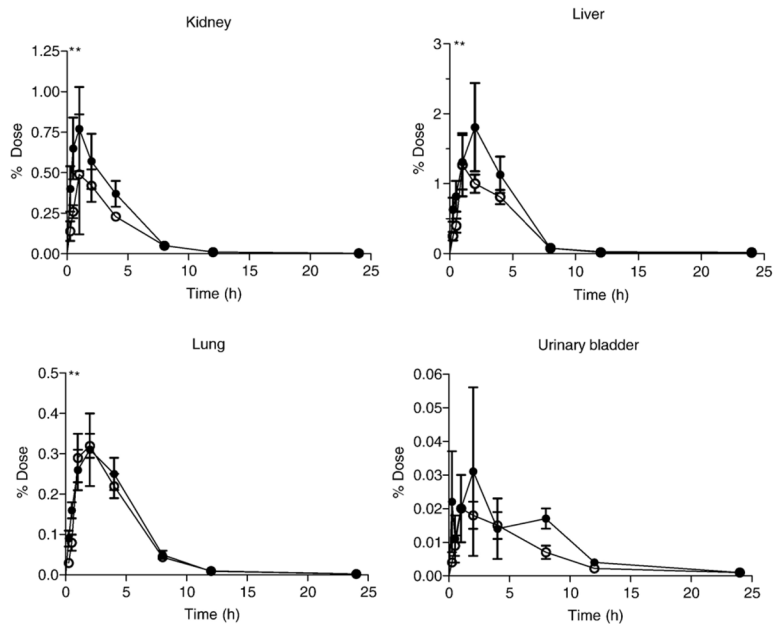 Kidney
% Dose
1.25
**
1.00
0.75
0.50
0.25
0.00
0 5 10 15 20 25
Time (h)
Liver
% Dose
3
**
2
1
0
0 5 10 15 20 25
Time (h)
Lung
% Dose
0.5
**
0.4
0.3
0.2
0.1
0.0
0 5 10 15 20 25
Time (h)
Urinary bladder
% Dose
0.06
0.05
0.04
0.03
0.02
0.01
0.00
0 5 10 15 20 25
Time (h)